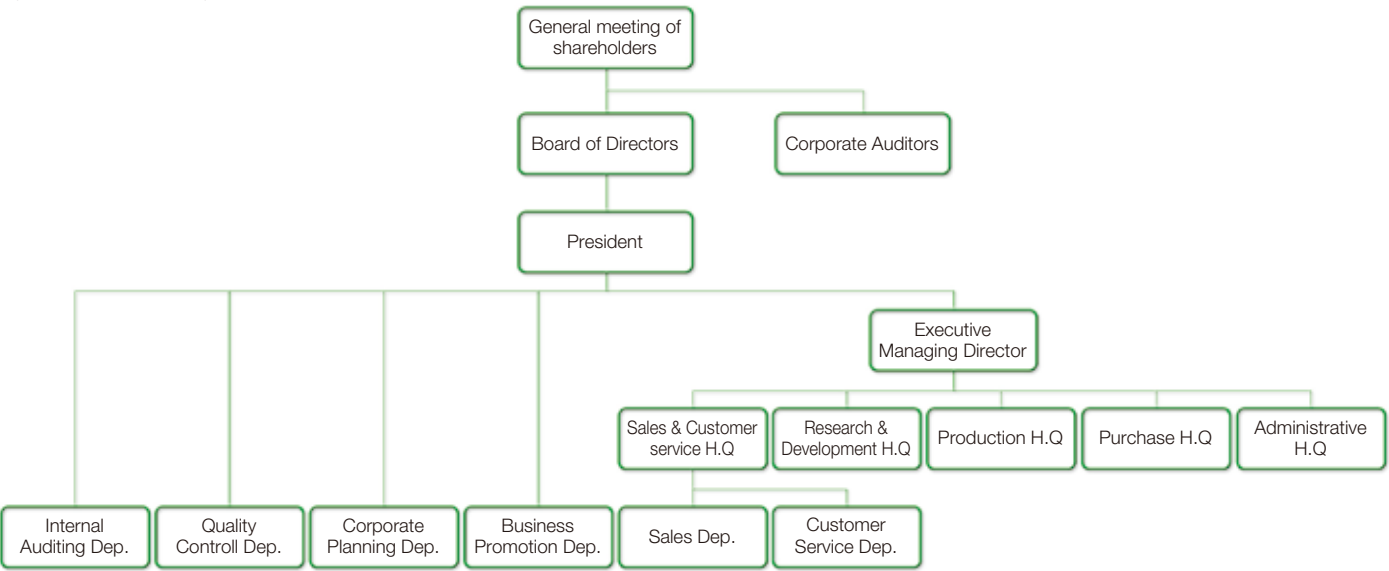 General meeting of
shareholders
Board of Directors
Corporate Auditors
President
Executive
Managing Director
Sales & Customer
service H.Q
Research &
Development H.Q
Production H.Q
Purchase H.Q
Administrative
H.Q
Internal
Auditing Dep.
Quality
Controll Dep.
Corporate
Planning Dep.
Business
Promotion Dep.
Sales Dep.
Customer
Service Dep.